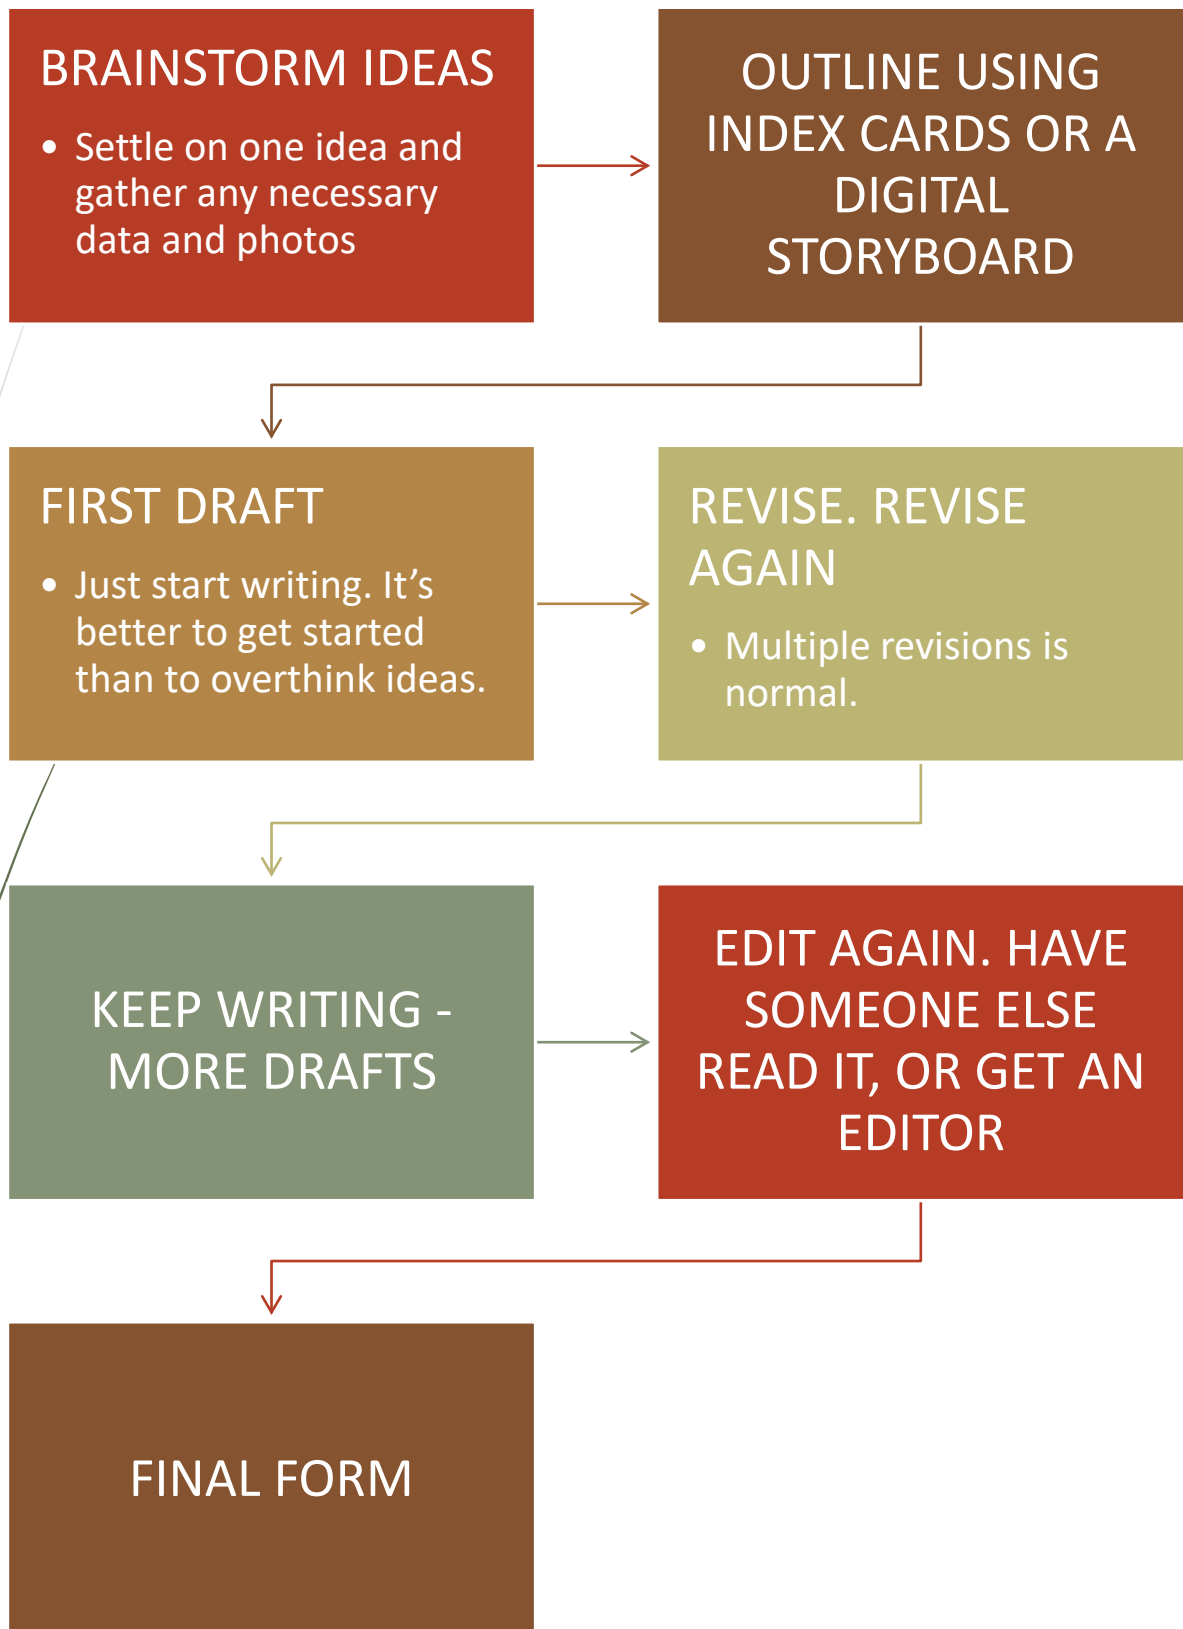 BRAINSTORM IDEAS
• Settle on one idea and
gather any necessary
data and photos
OUTLINE USING
INDEX CARDS OR A
DIGITAL
STORYBOARD
FIRST DRAFT
• Just start writing. It’s
better to get started
than to overthink ideas.
REVISE. REVISE
AGAIN
• Multiple revisions is
normal.
KEEP WRITING -
MORE DRAFTS
EDIT AGAIN. HAVE
SOMEONE ELSE
READ IT, OR GET AN
EDITOR
FINAL FORM